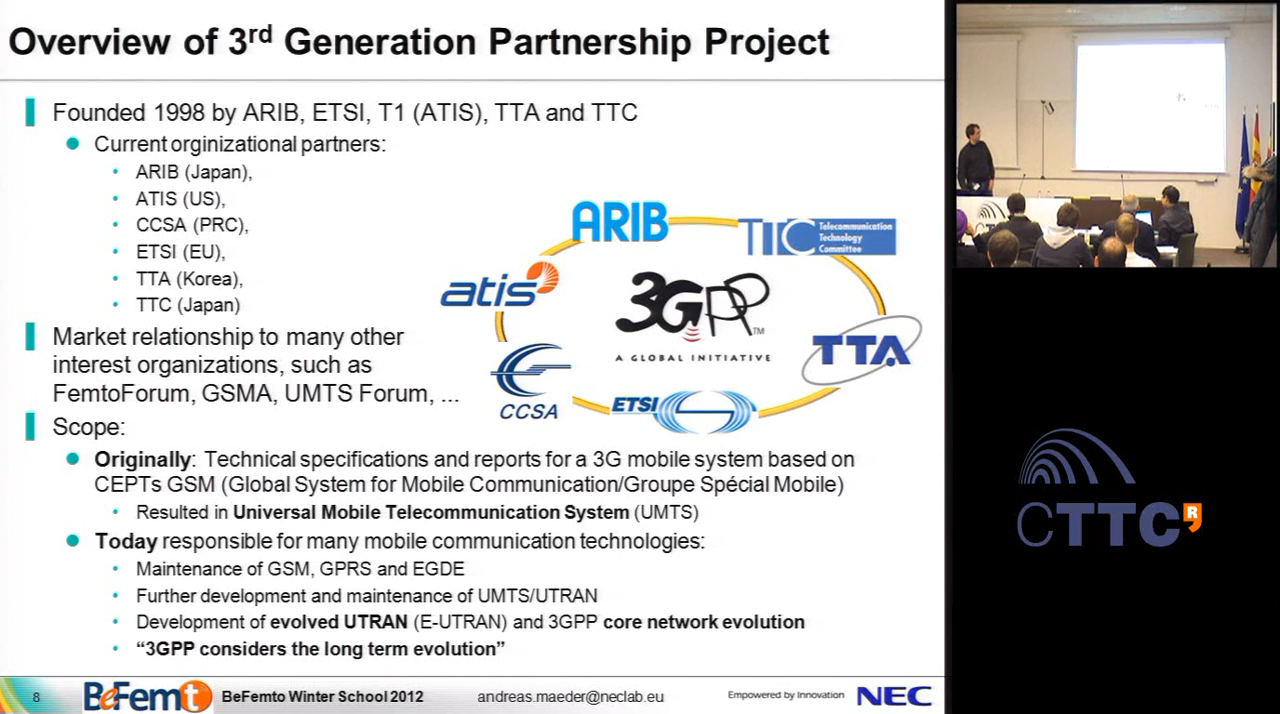 Overview of 3rd Generation Partnership Project
Founded 1998 by ARIB, ETSI, T1 (ATIS), TTA and TTC
Current orginizational partners:
ARIB (Japan),
ATIS (US),
CCSA (PRC),
ETSI (EU),
TTA (Korea),
TTC (Japan)
Market relationship to many other
interest organizations, such as
FemtoForum, GSMA, UMTS Forum, ...
ARIB
TTC Telecommunication
Technology
Committee
atis
3GPP TM
A GLOBAL INITIATIVE
TTA
CCSA
ETSI
Scope:
Originally: Technical specifications and reports for a 3G mobile system based on
CEPTs GSM (Global System for Mobile Communication/Groupe Spécial Mobile)
Resulted in Universal Mobile Telecommunication System (UMTS)
Today responsible for many mobile communication technologies:
Maintenance of GSM, GPRS and EGDE
Further development and maintenance of UMTS/UTRAN
Development of evolved UTRAN (E-UTRAN) and 3GPP core network evolution
“3GPP considers the long term evolution”
8 BeFemt BeFemto Winter School 2012 andreas.maeder@neclab.eu Empowered by Innovation NEC
CTTC R